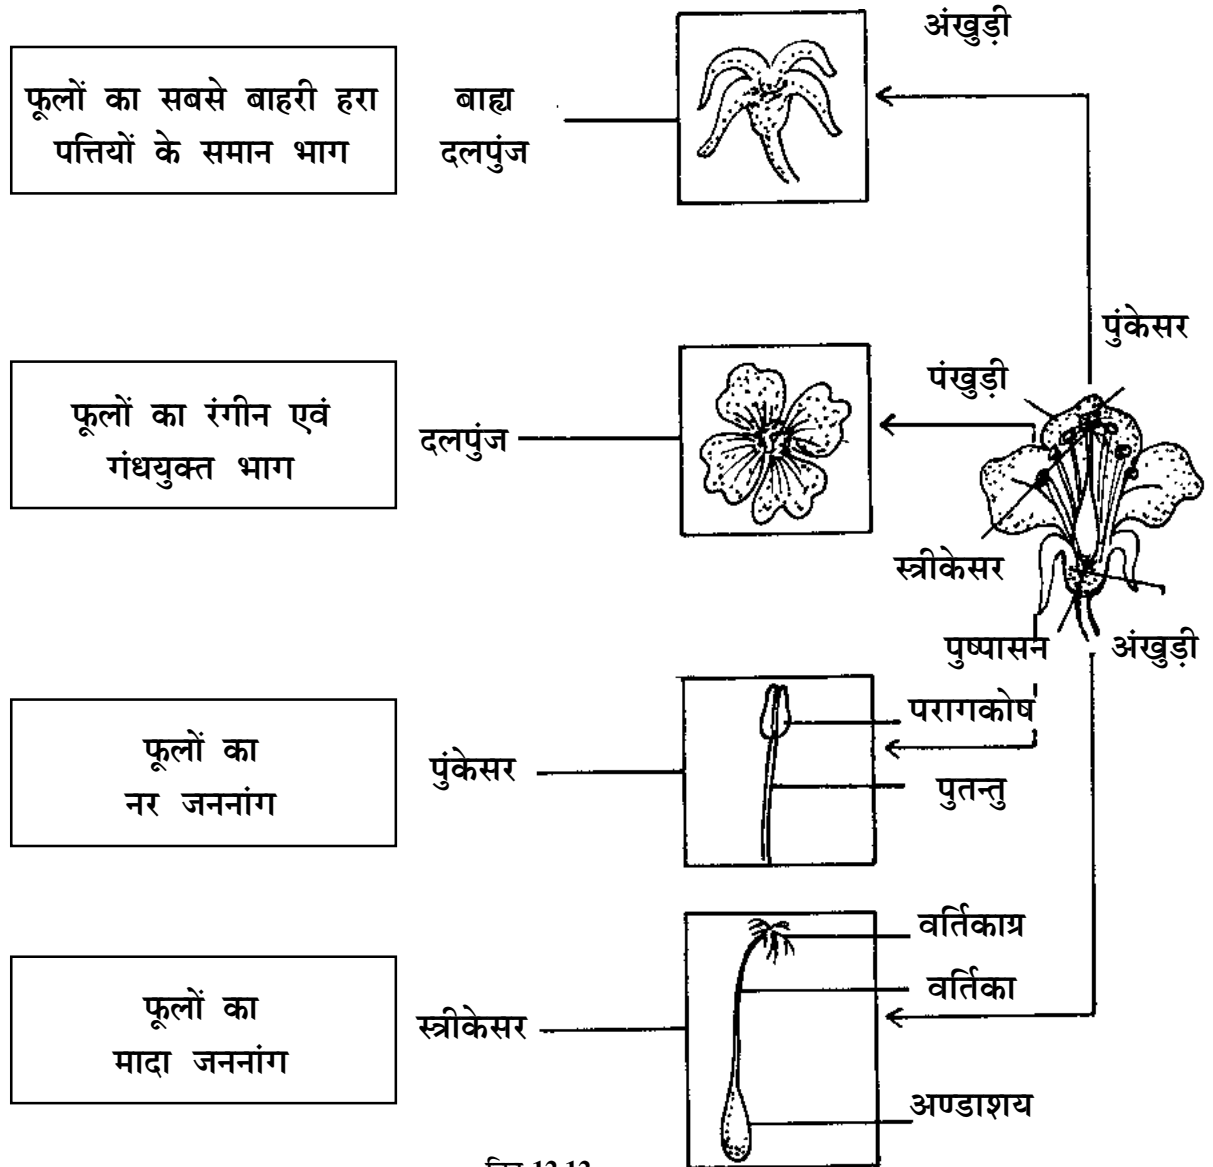 अंखुड़ी
फूलों का सबसे बाहरी हरा
पत्तियों के समान भाग
बाह्य
दलपुंज
पुंकेसर
पंखुड़ी
फूलों का रंगीन एवं
गंधयुक्त भाग
दलपुंज
स्त्रीकेसर
पुष्पासन
अंखुड़ी
परागकोष
फूलों का
नर जननांग
पुंकेसर
पुतन्तु
वर्तिकाग्र
वर्तिका
फूलों का
मादा जननांग
स्त्रीकेसर
अण्डाशय